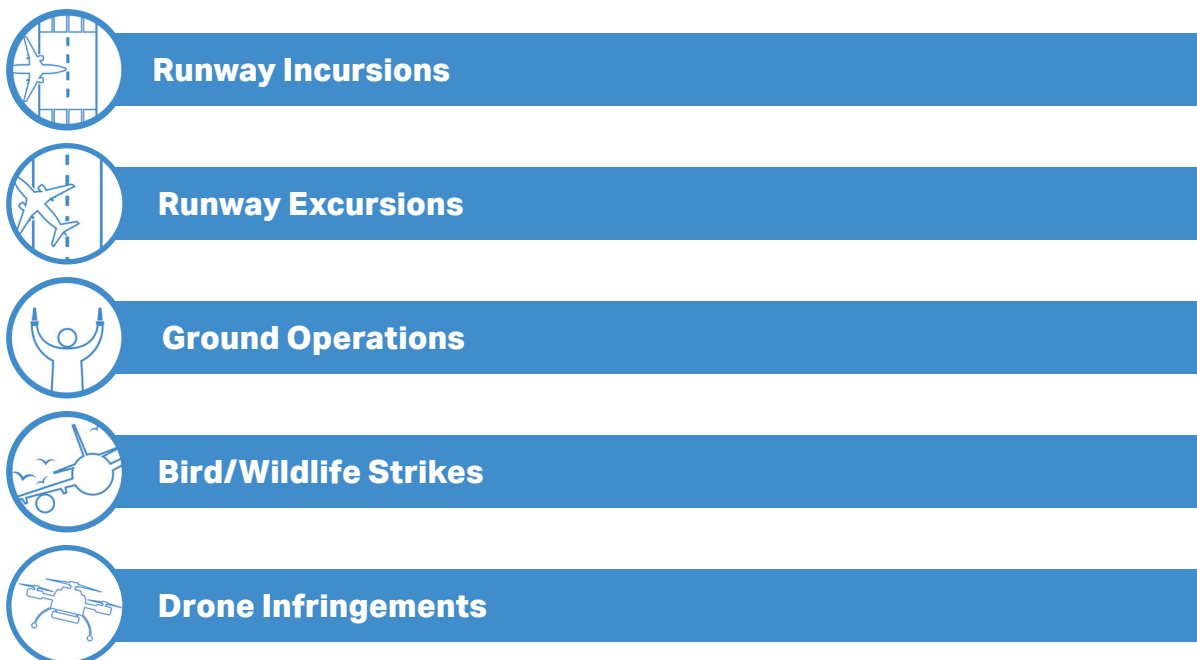 Runway Incursions
Runway Excursions
Ground Operations
Bird/Wildlife Strikes
Drone Infringements